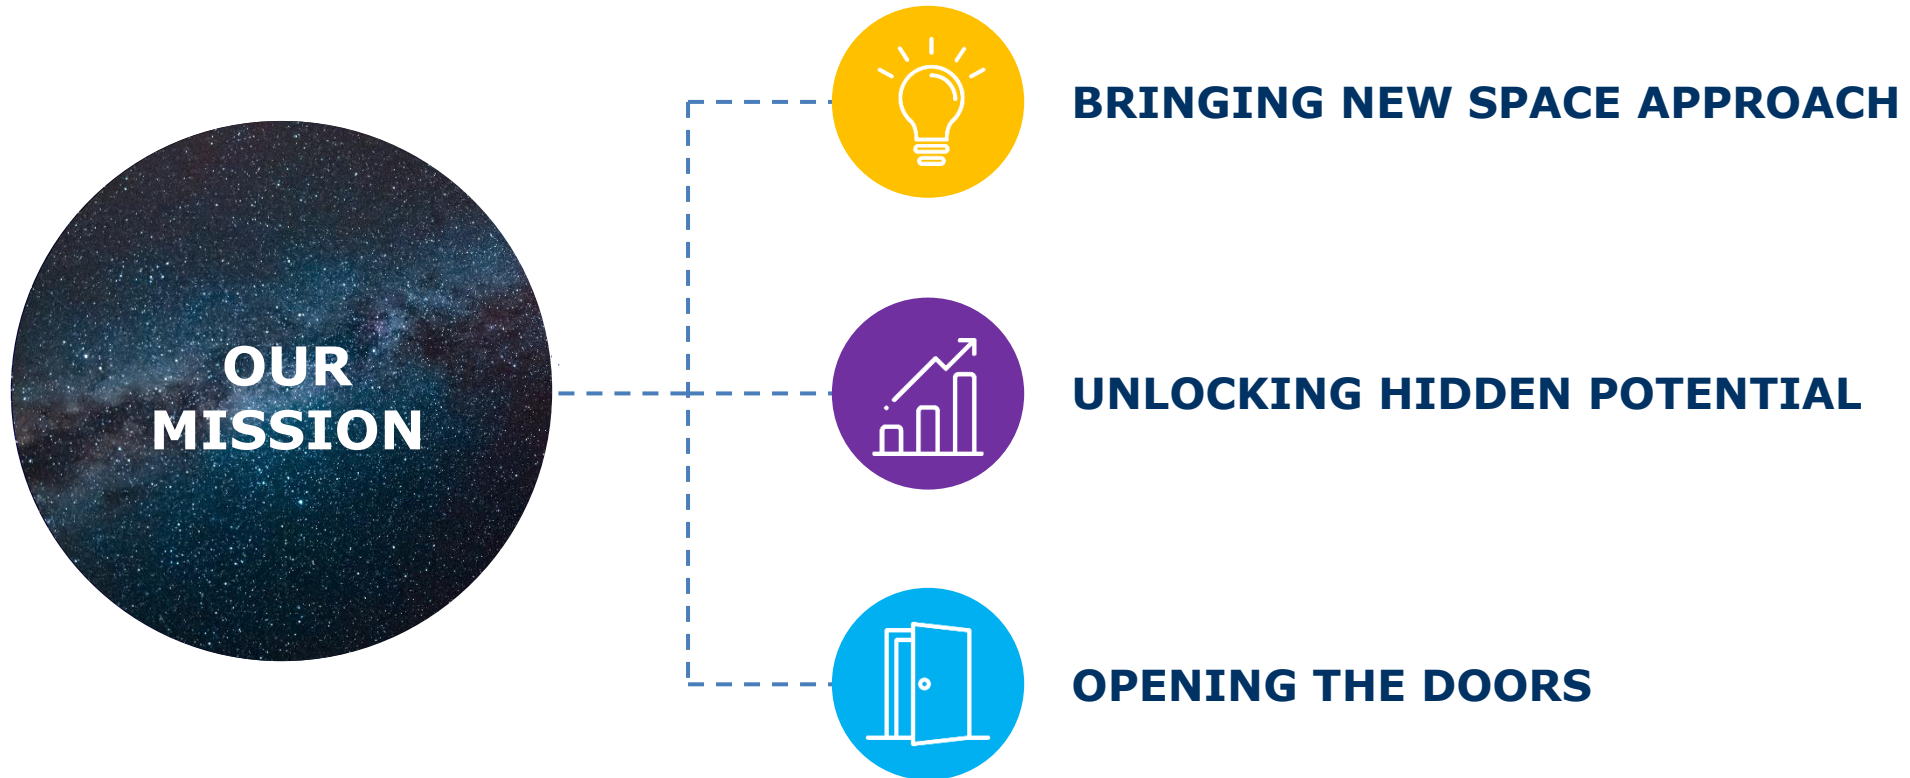 OUR
MISSION
BRINGING NEW SPACE APPROACH
UNLOCKING HIDDEN POTENTIAL
OPENING THE DOORS